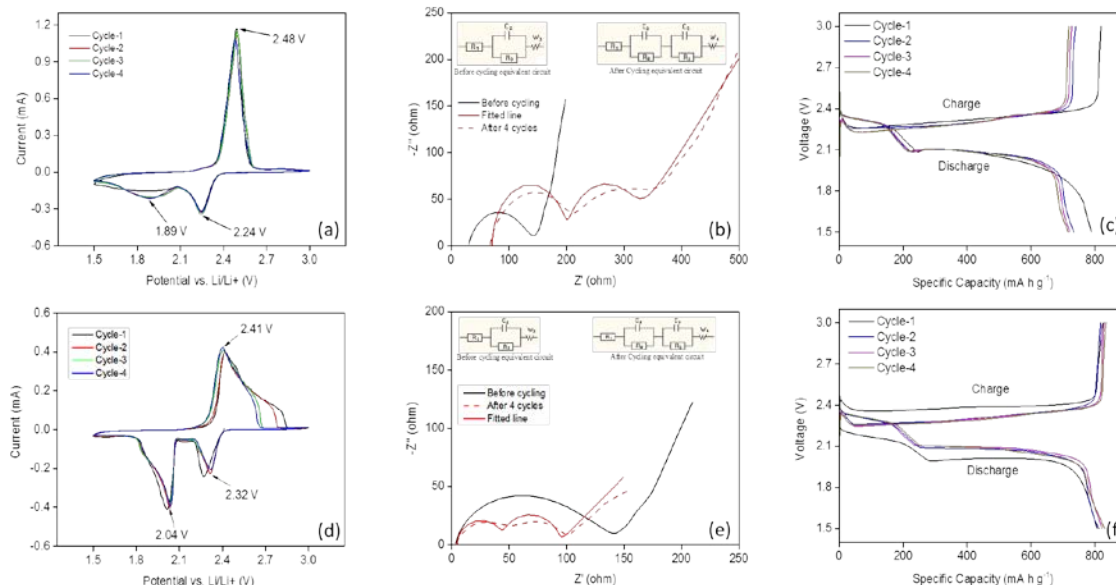 1.2
0.9
0.6
0.3
0.0
-0.3
-0.6
Current (mA)
Cycle-1
Cycle-2
Cycle-3
Cycle-4
2.48 V
1.89 V
2.24 V
(a)
1.5 1.8 2.1 2.4 2.7 3.0
Potential vs. Li/Li+ (V)
250
200
150
100
50
0
-Z'' (ohm)
Before cycling equivalent circuit
After Cycling equivalent circuit
Before cycling
Fitted line
After 4 cycles
(b)
0 100 200 300 400 500
Z' (ohm)
3.0
2.7
2.4
2.1
1.8
1.5
Voltage (V)
Cycle-1
Cycle-2
Cycle-3
Cycle-4
Charge
Discharge
(c)
0 200 400 600 800
Specific Capacity (mA h g-1)
0.6
0.4
0.2
0.0
-0.2
-0.4
-0.6
Current (mA)
Cycle-1
Cycle-2
Cycle-3
Cycle-4
2.41 V
2.32 V
2.04 V
(d)
1.5 1.8 2.1 2.4 2.7 3.0
Potential vs. Li/Li+ (V)
200
150
100
50
0
-Z'' (ohm)
Before cycling equivalent circuit
After Cycling equivalent circuit
Before cycling
After 4 cycles
Fitted line
(e)
0 50 100 150 200 250
Z' (ohm)
3.0
2.7
2.4
2.1
1.8
1.5
Voltage (V)
Cycle-1
Cycle-2
Cycle-3
Cycle-4
Charge
Discharge
(f)
0 200 400 600 800
Specific Capacity (mA h g-1)